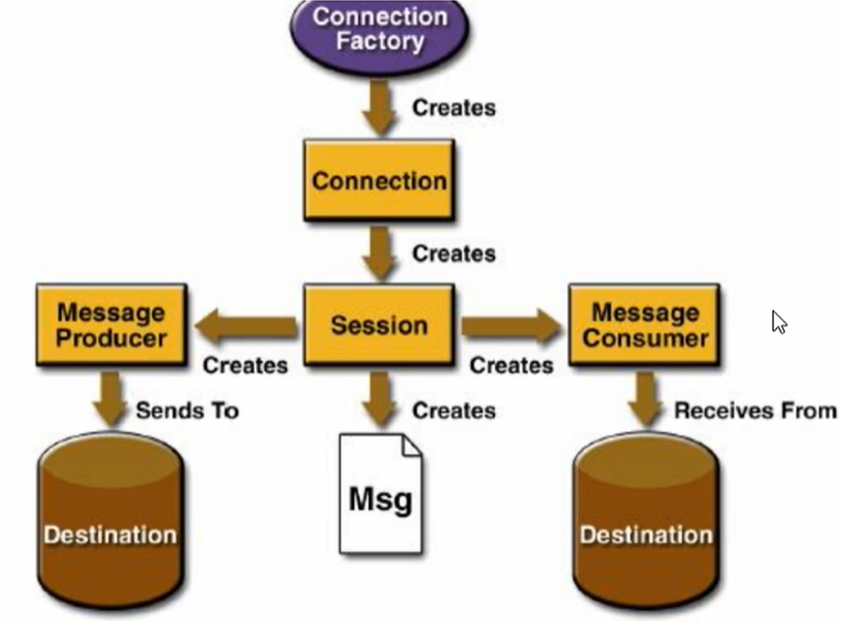 Connection
Factory
Creates
Connection
Creates
Message
Producer
Session
Message
Consumer
Creates
Creates
Sends To
Creates
Receives From
Msg
Destination
Destination